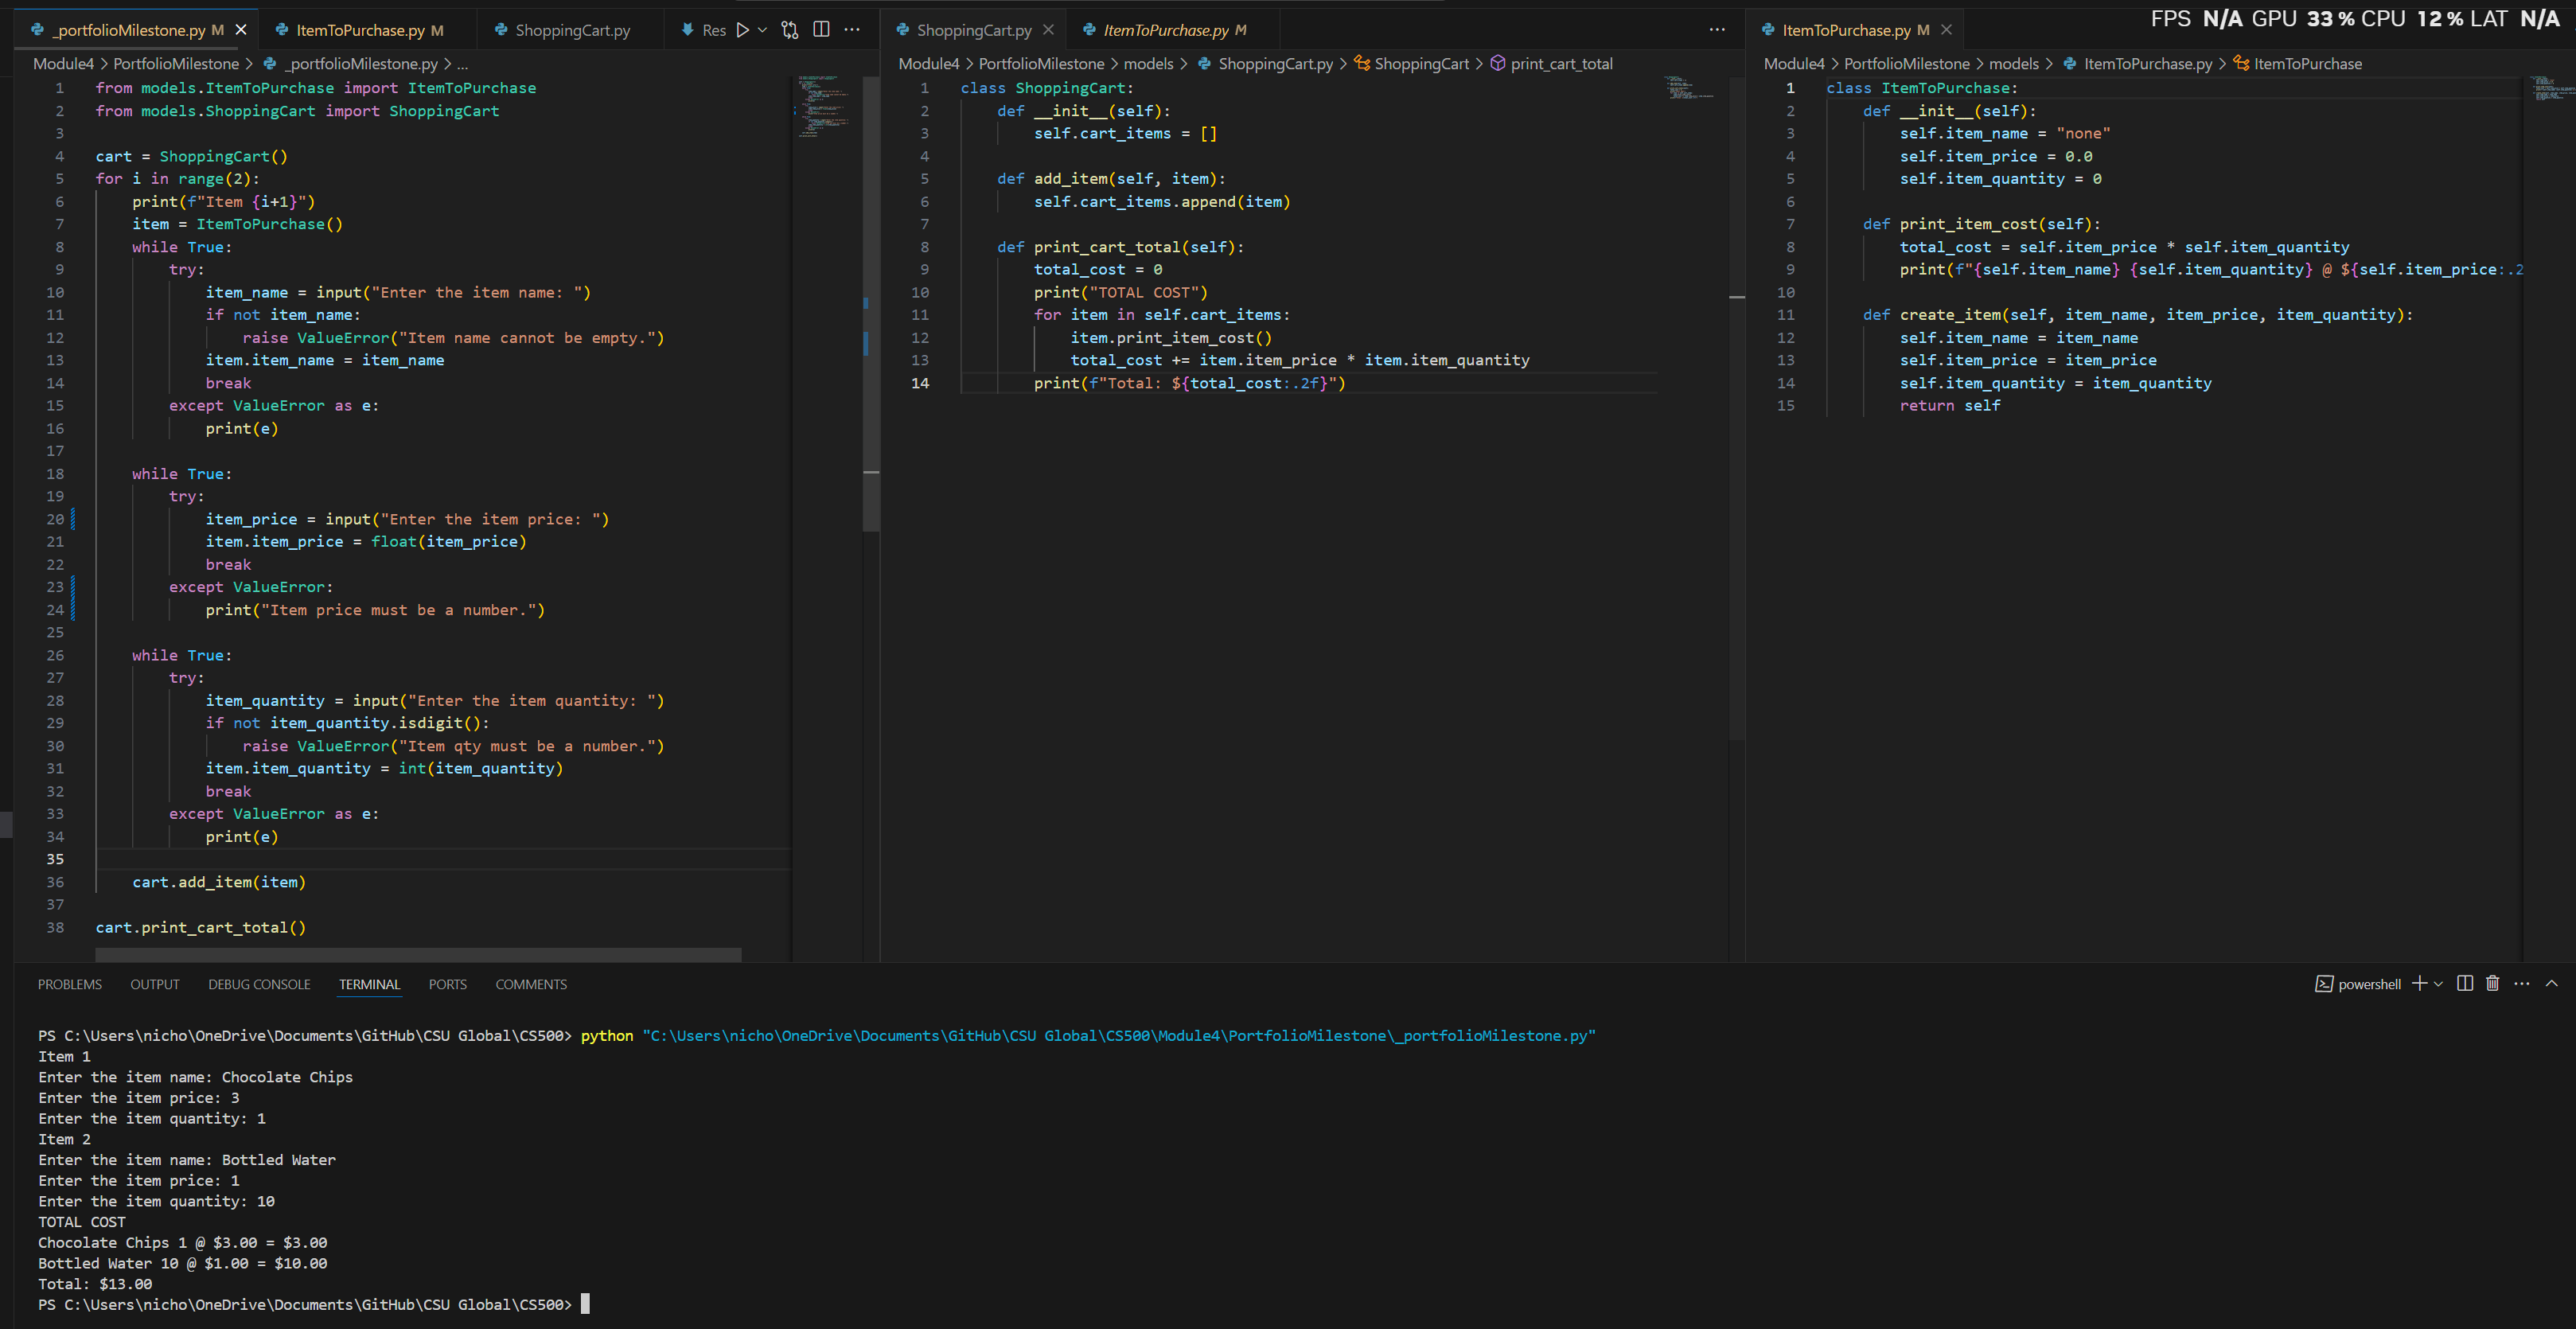 _portfolioMilestone.py M
ItemToPurchase.py M
ShoppingCart.py
Res
Module4 > PortfolioMilestone > _portfolioMilestone.py > ...
1 from models.ItemToPurchase import ItemToPurchase
2 from models.ShoppingCart import ShoppingCart
3
4 cart = ShoppingCart()
5 for i in range(2):
6 print(f"Item {i+1}")
7 item = ItemToPurchase()
8 while True:
9 try:
10 item_name = input("Enter the item name: ")
11 if not item_name:
12 raise ValueError("Item name cannot be empty.")
13 item.item_name = item_name
14 break
15 except ValueError as e:
16 print(e)
17
18 while True:
19 try:
20 item_price = input("Enter the item price: ")
21 item.item_price = float(item_price)
22 break
23 except ValueError:
24 print("Item price must be a number.")
25
26 while True:
27 try:
28 item_quantity = input("Enter the item quantity: ")
29 if not item_quantity.isdigit():
30 raise ValueError("Item qty must be a number.")
31 item.item_quantity = int(item_quantity)
32 break
33 except ValueError as e:
34 print(e)
35
36 cart.add_item(item)
37
38 cart.print_cart_total()
ShoppingCart.py
ItemToPurchase.py M
Module4 > PortfolioMilestone > models > ShoppingCart.py > ShoppingCart > print_cart_total
1 class ShoppingCart:
2 def __init__(self):
3 self.cart_items = []
4
5 def add_item(self, item):
6 self.cart_items.append(item)
7
8 def print_cart_total(self):
9 total_cost = 0
10 print("TOTAL COST")
11 for item in self.cart_items:
12 item.print_item_cost()
13 total_cost += item.item_price * item.item_quantity
14 print(f"Total: ${total_cost:.2f}")
ItemToPurchase.py M
FPS N/A GPU 33 % CPU 12 % LAT N/A
Module4 > PortfolioMilestone > models > ItemToPurchase.py > ItemToPurchase
1 class ItemToPurchase:
2 def __init__(self):
3 self.item_name = "none"
4 self.item_price = 0.0
5 self.item_quantity = 0
6
7 def print_item_cost(self):
8 total_cost = self.item_price * self.item_quantity
9 print(f"{self.item_name} {self.item_quantity} @ ${self.item_price:.2
10
11 def create_item(self, item_name, item_price, item_quantity):
12 self.item_name = item_name
13 self.item_price = item_price
14 self.item_quantity = item_quantity
15 return self
PROBLEMS OUTPUT DEBUG CONSOLE TERMINAL PORTS COMMENTS
powershell
PS C:\Users\nicho\OneDrive\Documents\GitHub\CSU Global\CS500> python "C:\Users\nicho\OneDrive\Documents\GitHub\CSU Global\CS500\Module4\PortfolioMilestone\_portfolioMilestone.py"
Item 1
Enter the item name: Chocolate Chips
Enter the item price: 3
Enter the item quantity: 1
Item 2
Enter the item name: Bottled Water
Enter the item price: 1
Enter the item quantity: 10
TOTAL COST
Chocolate Chips 1 @ $3.00 = $3.00
Bottled Water 10 @ $1.00 = $10.00
Total: $13.00
PS C:\Users\nicho\OneDrive\Documents\GitHub\CSU Global\CS500>